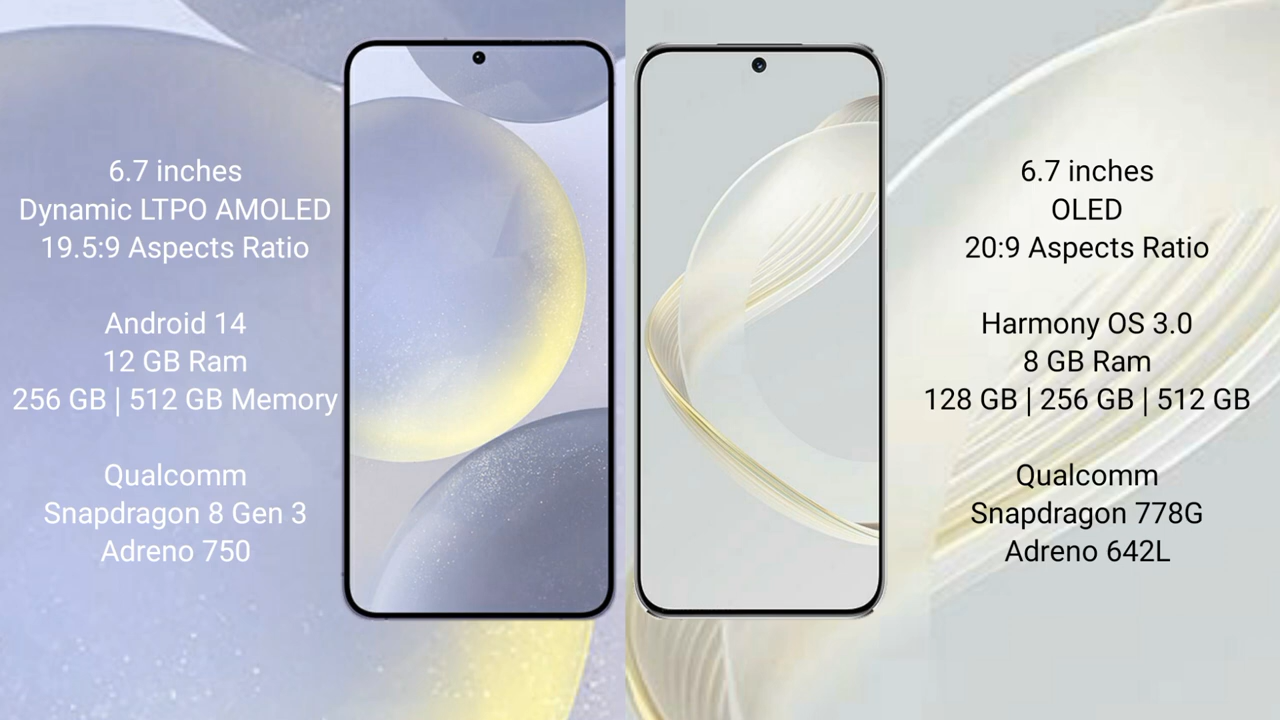 6.7 inches
Dynamic LTPO AMOLED
19.5:9 Aspects Ratio
Android 14
12 GB Ram
256 GB | 512 GB Memory
Qualcomm
Snapdragon 8 Gen 3
Adreno 750
6.7 inches
OLED
20:9 Aspects Ratio
Harmony OS 3.0
8 GB Ram
128 GB | 256 GB | 512 GB
Qualcomm
Snapdragon 778G
Adreno 642L